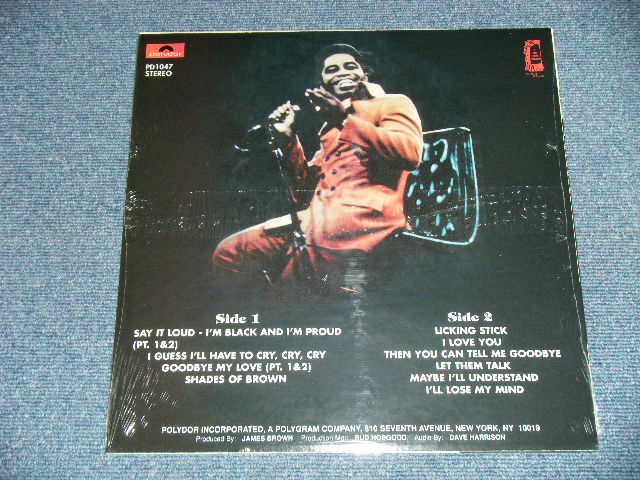 polydor
PD1047
STEREO
Side 1
SAY IT LOUD - I'M BLACK AND I'M PROUD
(PT. 1&2)
I GUESS I'LL HAVE TO CRY, CRY, CRY
GOODBYE MY LOVE (PT. 1&2)
SHADES OF BROWN
Side 2
LICKING STICK
I LOVE YOU
THEN YOU CAN TELL ME GOODBYE
LET THEM TALK
MAYBE I'LL UNDERSTAND
I'LL LOSE MY MIND
POLYDOR INCORPORATED, A POLYGRAM COMPANY, 810 SEVENTH AVENUE, NEW YORK, NY 10019
Produced By: JAMES BROWN Production Mgr: BUD HOBGOOD Audio By: DAVE HARRISON